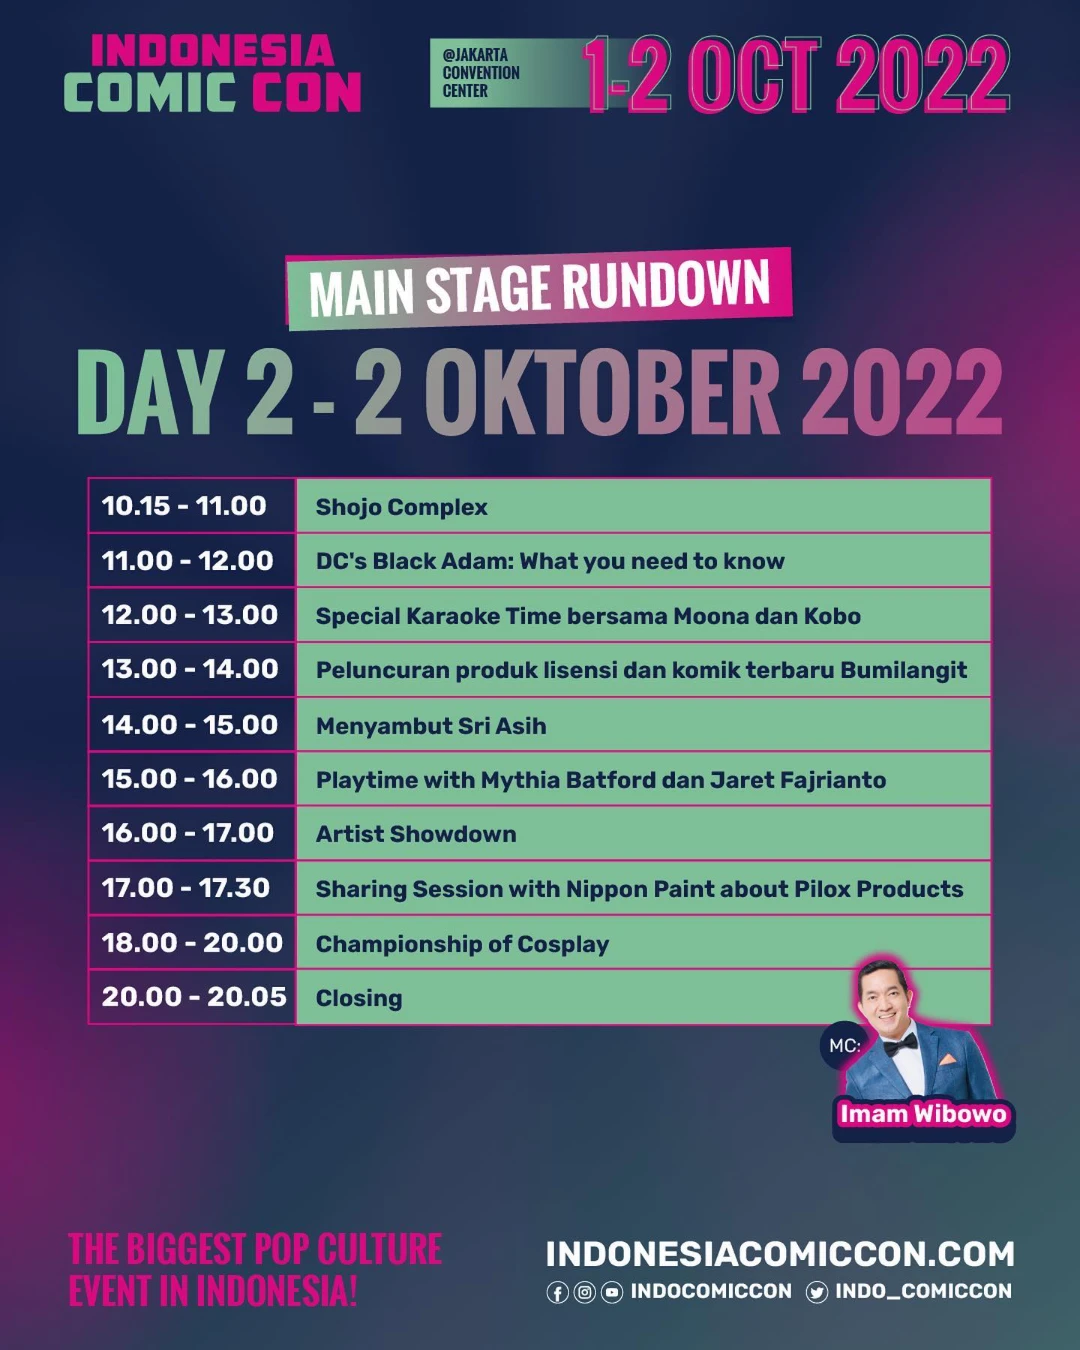 INDONESIA
COMIC CON
@JAKARTA
CONVENTION
CENTER
1-2 OCT 2022
MAIN STAGE RUNDOWN
DAY 2 - 2 OKTOBER 2022
10.15 - 11.00 Shojo Complex
11.00 - 12.00 DC's Black Adam: What you need to know
12.00 - 13.00 Special Karaoke Time bersama Moona dan Kobo
13.00 - 14.00 Peluncuran produk lisensi dan komik terbaru Bumilangit
14.00 - 15.00 Menyambut Sri Asih
15.00 - 16.00 Playtime with Mythia Batford dan Jaret Fajrianto
16.00 - 17.00 Artist Showdown
17.00 - 17.30 Sharing Session with Nippon Paint about Pilox Products
18.00 - 20.00 Championship of Cosplay
20.00 - 20.05 Closing
MC:
Imam Wibowo
THE BIGGEST POP CULTURE
EVENT IN INDONESIA!
INDONESIACOMICCON.COM
INDOCOMICCON INDO_COMICCON